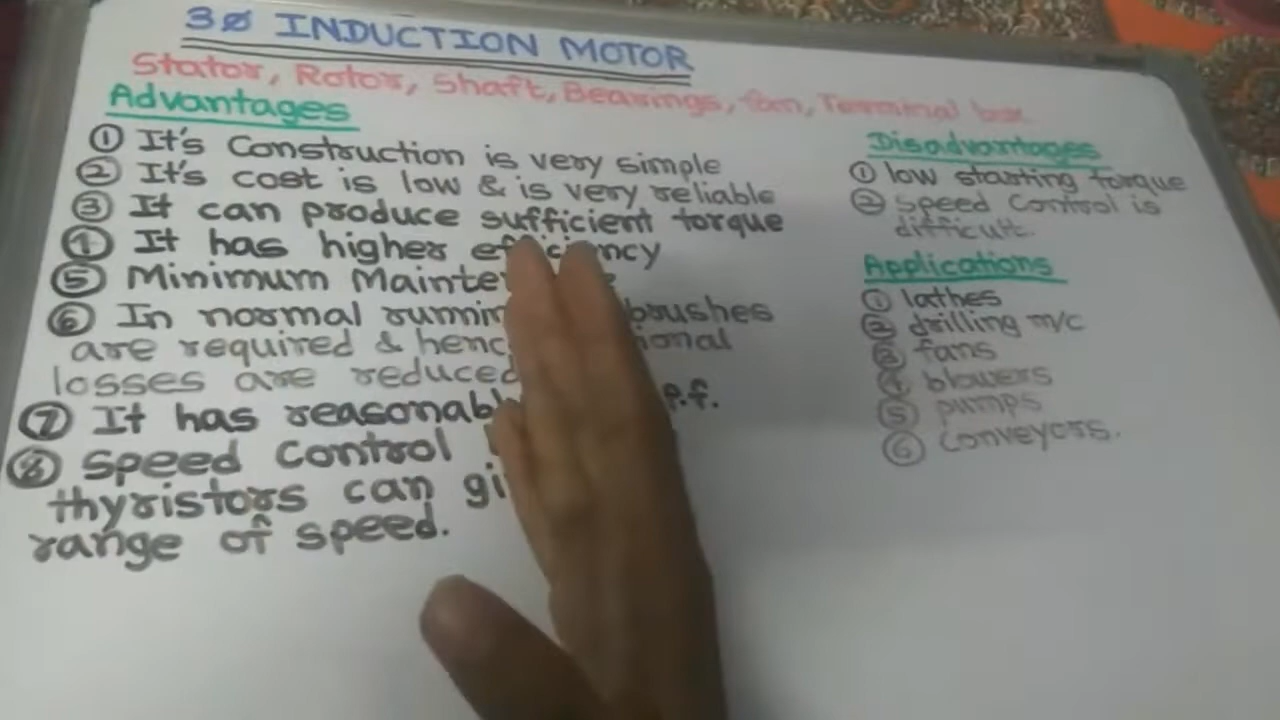 3Ø INDUCTION MOTOR
Stator, Rotor, Shaft, Bearings, fan, Terminal box
Advantages
① It's Construction is very simple
② It's cost is low & is very reliable
③ It can produce sufficient torque
④ It has higher efficiency
⑤ Minimum
⑥ In normal brushes
are required &
losses are reduced
⑦ It has p.f.
⑧ Speed Control
thyristors can
range of speed.
Disadvantages
① low starting torque
② Speed Control is
difficult.
Applications
① lathes
② drilling m/c
③ fans
④ blowers
⑤ pumps
⑥ Conveyors.